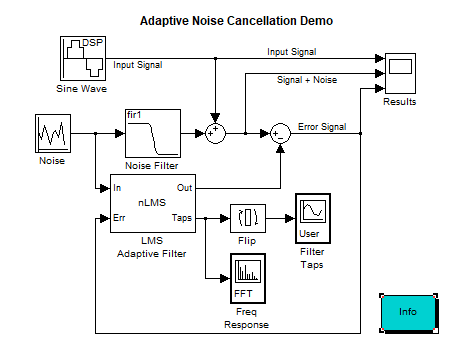 Adaptive Noise Cancellation Demo
DSP
Input Signal
Input Signal
Sine Wave
Signal + Noise
Results
fir1
Error Signal
Noise
Noise Filter
In
Out
nLMS
Err
Taps
LMS
Adaptive Filter
Flip
User
Filter
Taps
FFT
Freq
Response
Info